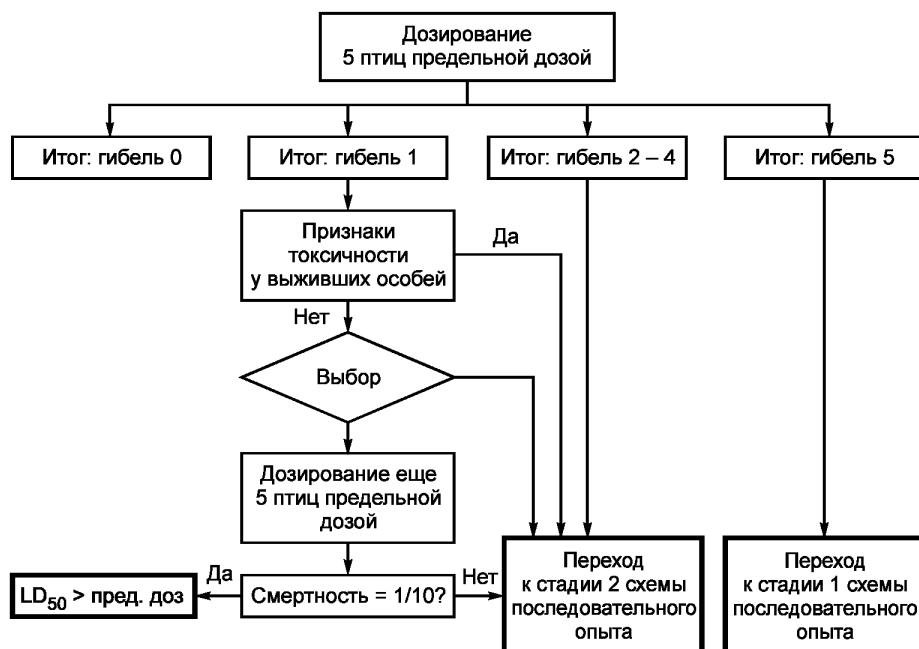 Дозирование
5 птиц предельной дозой
Итог: гибель 0
Итог: гибель 1
Итог: гибель 2 – 4
Итог: гибель 5
Признаки
токсичности
у выживших особей
Да
Нет
Выбор
Дозирование еще
5 птиц предельной
дозой
LD50 > пред. доз
Да
Смертность = 1/10?
Нет
Переход
к стадии 2 схемы
последовательного
опыта
Переход
к стадии 1 схемы
последовательного
опыта